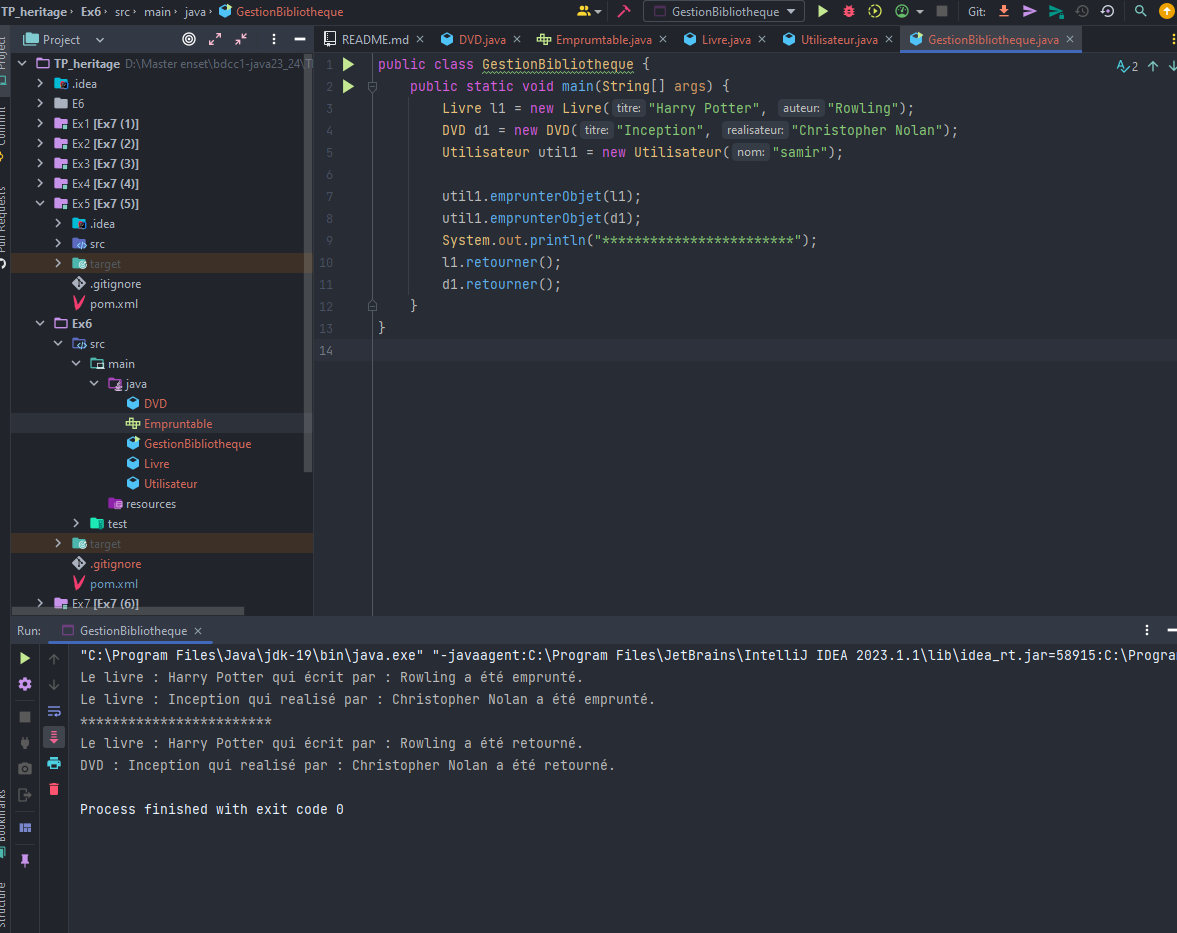 TP_heritage › Ex6 › src › main › java › GestionBibliotheque
GestionBibliotheque
Git:
Project
README.md
DVD.java
Emprumtable.java
Livre.java
Utilisateur.java
GestionBibliotheque.java
TP_heritage D:\Master enset\bdcc1-java23_24\T
.idea
E6
Ex1 [Ex7 (1)]
Ex2 [Ex7 (2)]
Ex3 [Ex7 (3)]
Ex4 [Ex7 (4)]
Ex5 [Ex7 (5)]
.idea
src
target
.gitignore
pom.xml
Ex6
src
main
java
DVD
Empruntable
GestionBibliotheque
Livre
Utilisateur
resources
test
target
.gitignore
pom.xml
Ex7 [Ex7 (6)]
Project
Commit
Pull Requests
Bookmarks
Structure
2
1 public class GestionBibliotheque {
2 public static void main(String[] args) {
3 Livre l1 = new Livre( titre: "Harry Potter", auteur: "Rowling");
4 DVD d1 = new DVD( titre: "Inception", realisateur: "Christopher Nolan");
5 Utilisateur util1 = new Utilisateur( nom: "samir");
6
7 util1.emprunterObjet(l1);
8 util1.emprunterObjet(d1);
9 System.out.println("************************");
10 l1.retourner();
11 d1.retourner();
12 }
13 }
14
Run: GestionBibliotheque
"C:\Program Files\Java\jdk-19\bin\java.exe" "-javaagent:C:\Program Files\JetBrains\IntelliJ IDEA 2023.1.1\lib\idea_rt.jar=58915:C:\Progra
Le livre : Harry Potter qui écrit par : Rowling a été emprunté.
Le livre : Inception qui realisé par : Christopher Nolan a été emprunté.
************************
Le livre : Harry Potter qui écrit par : Rowling a été retourné.
DVD : Inception qui realisé par : Christopher Nolan a été retourné.
Process finished with exit code 0